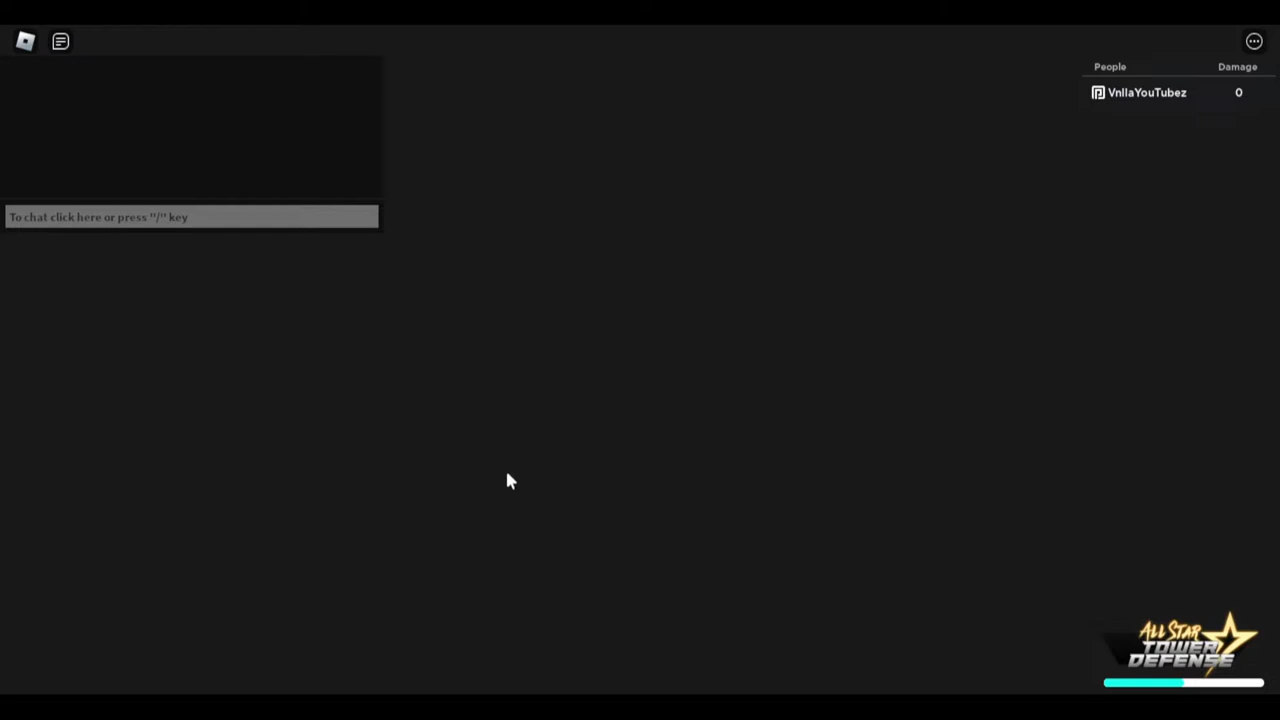 People Damage
VnllaYouTubez 0
To chat click here or press "/" key
ALL STAR
TOWER
DEFENSE